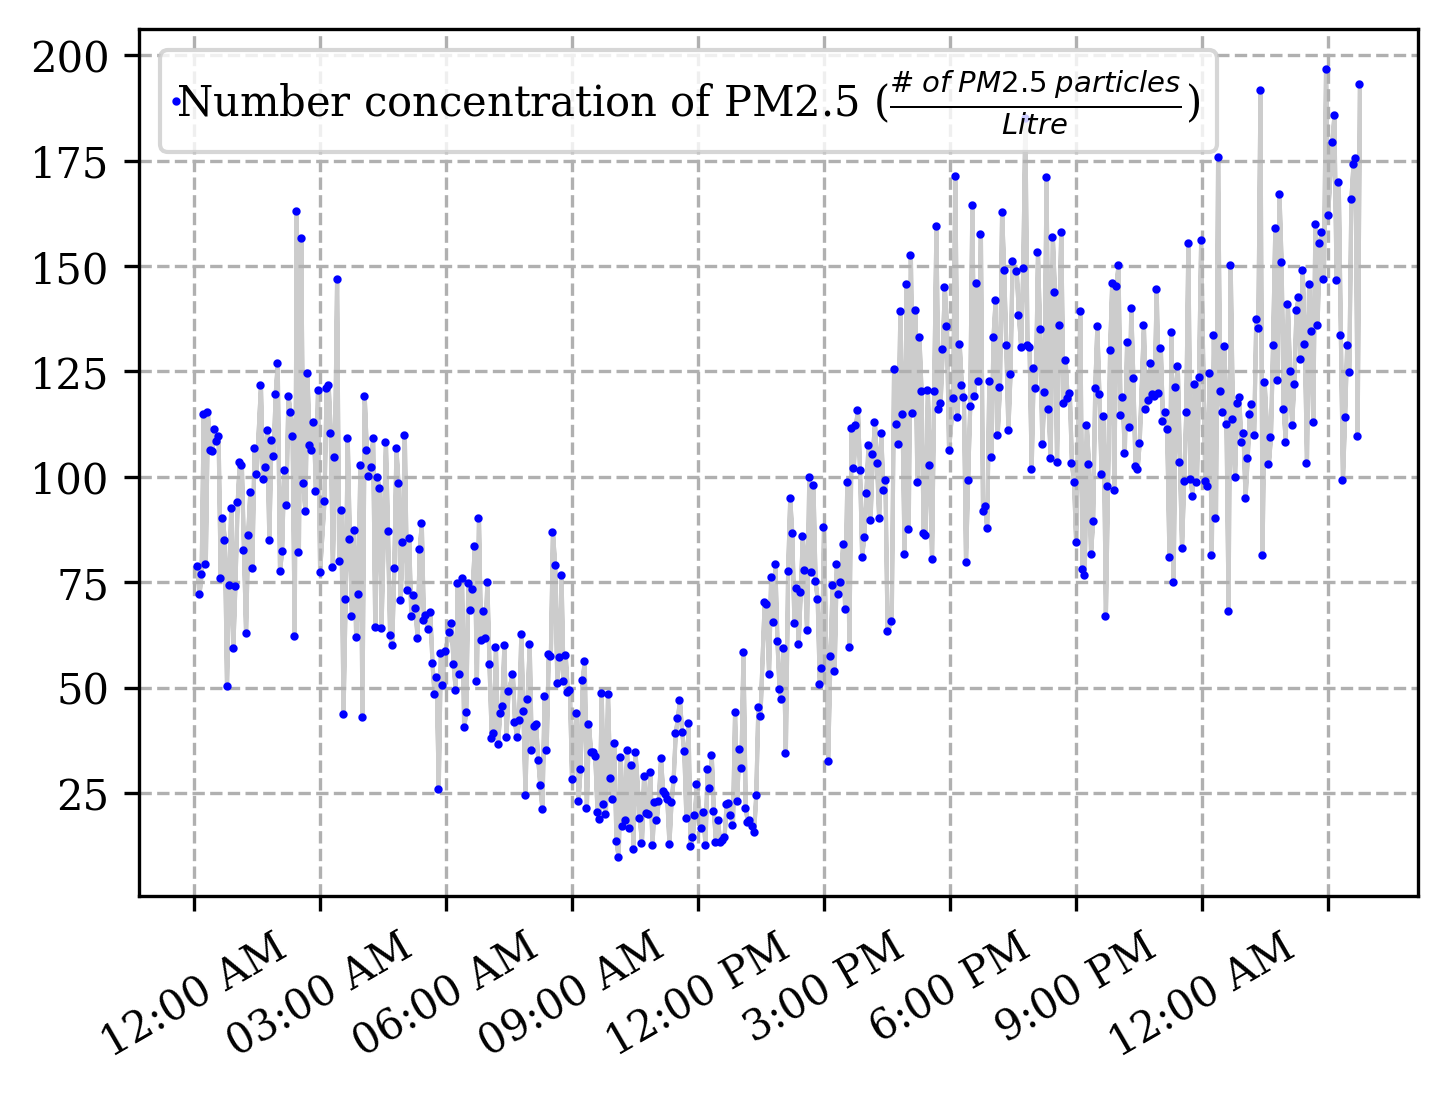 Number concentration of PM2.5 (# of PM2.5 particles/Litre)
200
175
150
125
100
75
50
25
12:00 AM
03:00 AM
06:00 AM
09:00 AM
12:00 PM
3:00 PM
6:00 PM
9:00 PM
12:00 AM